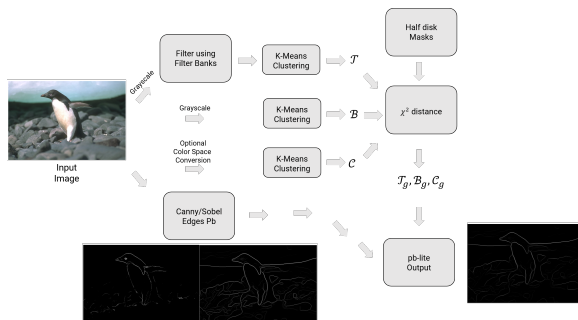 Half disk
Masks
Filter using
Filter Banks
K-Means
Clustering
𝒯
Grayscale
Grayscale
K-Means
Clustering
ℬ
χ² distance
Optional
Color Space
Conversion
K-Means
Clustering
𝒞
Input
Image
𝒯g, ℬg, 𝒞g
Canny/Sobel
Edges Pb
pb-lite
Output